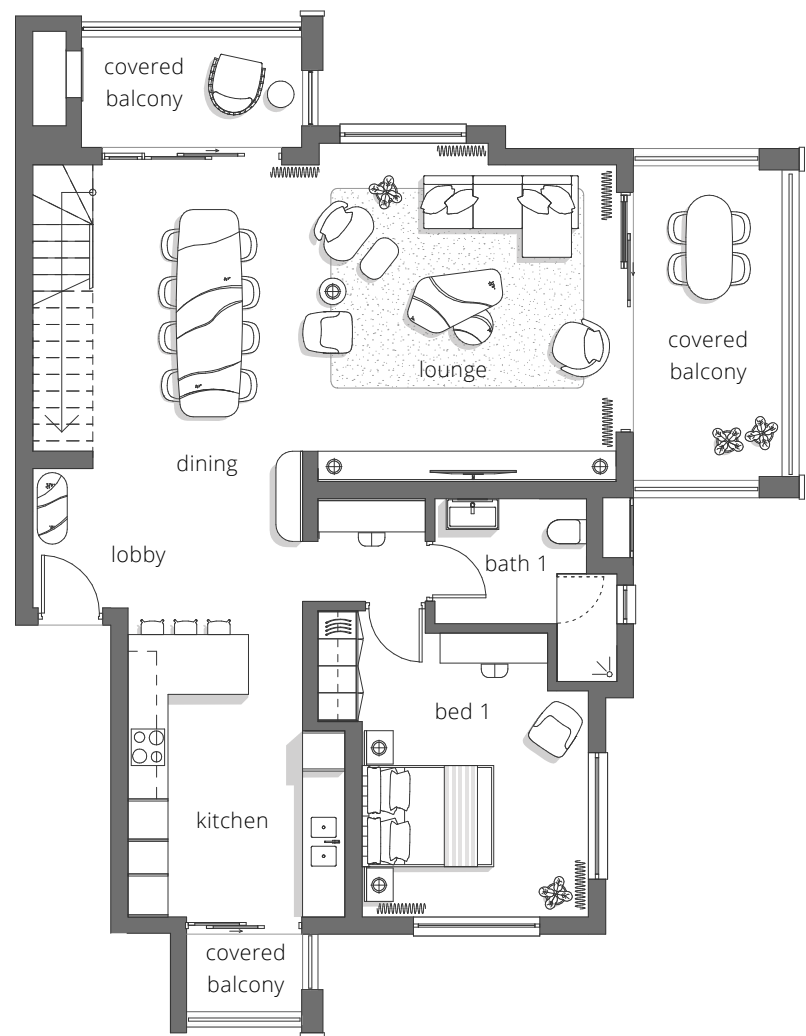 covered
balcony
lounge
covered
balcony
dining
lobby
bath 1
bed 1
kitchen
covered
balcony